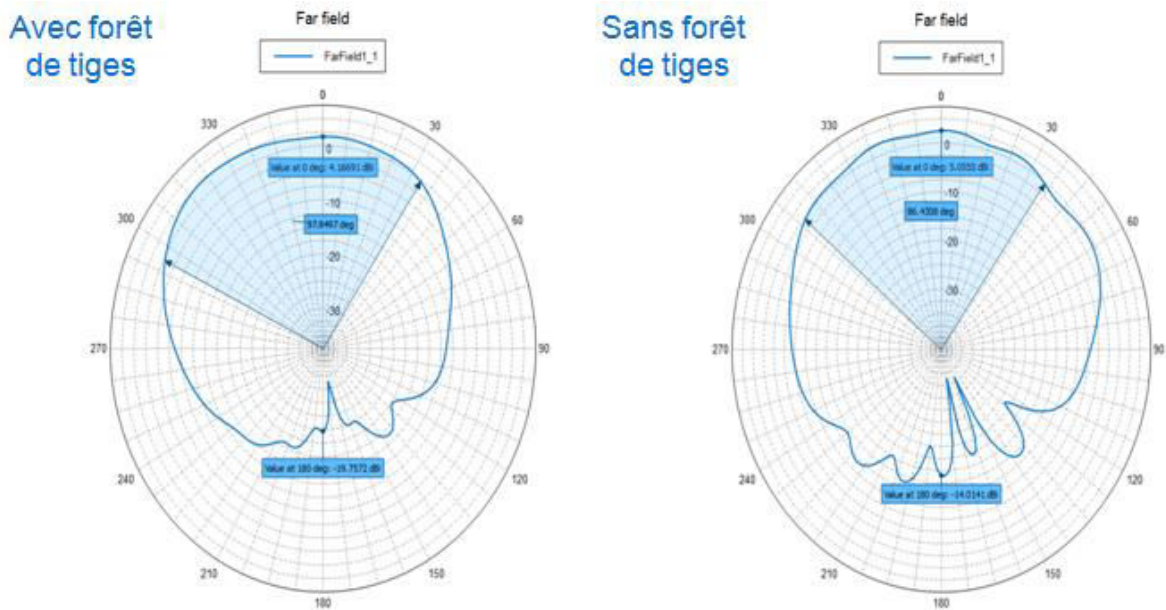 Avec forêt
de tiges
Far field
FarField1_1
0
30
60
90
120
150
180
210
240
270
300
330
0
-10
-20
-30
Value at 0 deg: 4.16691 dB
97.8467 deg
Value at 180 deg: -19.7572 dB
Sans forêt
de tiges
Far field
FarField1_1
0
30
60
90
120
150
180
210
240
270
300
330
0
-10
-20
-30
Value at 0 deg:
86.4308 deg
Value at 180 deg: -14.0141 dB